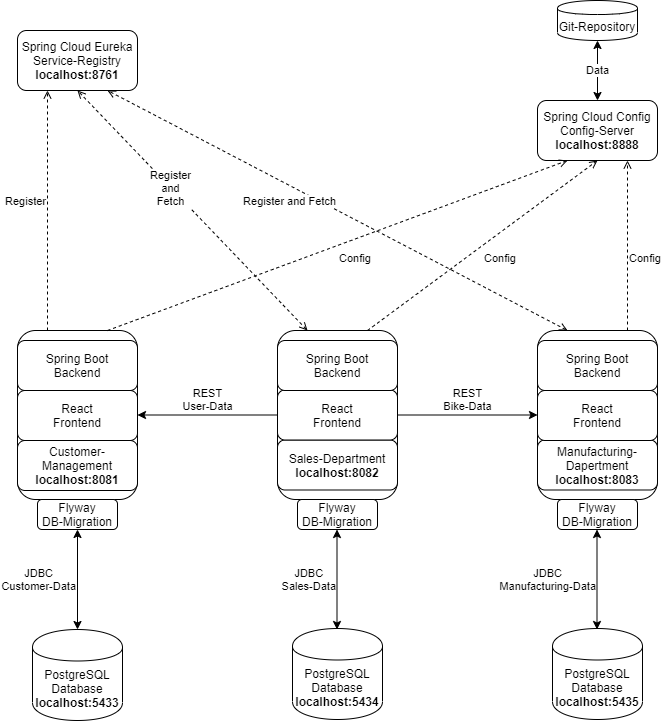 Git-Repository
Spring Cloud Eureka
Service-Registry
localhost:8761
Data
Spring Cloud Config
Config-Server
localhost:8888
Register
Register
and
Fetch
Register and Fetch
Config
Config
Config
Spring Boot
Backend
React
Frontend
Customer-
Management
localhost:8081
REST
User-Data
Spring Boot
Backend
React
Frontend
Sales-Department
localhost:8082
REST
Bike-Data
Spring Boot
Backend
React
Frontend
Manufacturing-
Dapertment
localhost:8083
Flyway
DB-Migration
Flyway
DB-Migration
Flyway
DB-Migration
JDBC
Customer-Data
JDBC
Sales-Data
JDBC
Manufacturing-Data
PostgreSQL
Database
localhost:5433
PostgreSQL
Database
localhost:5434
PostgreSQL
Database
localhost:5435